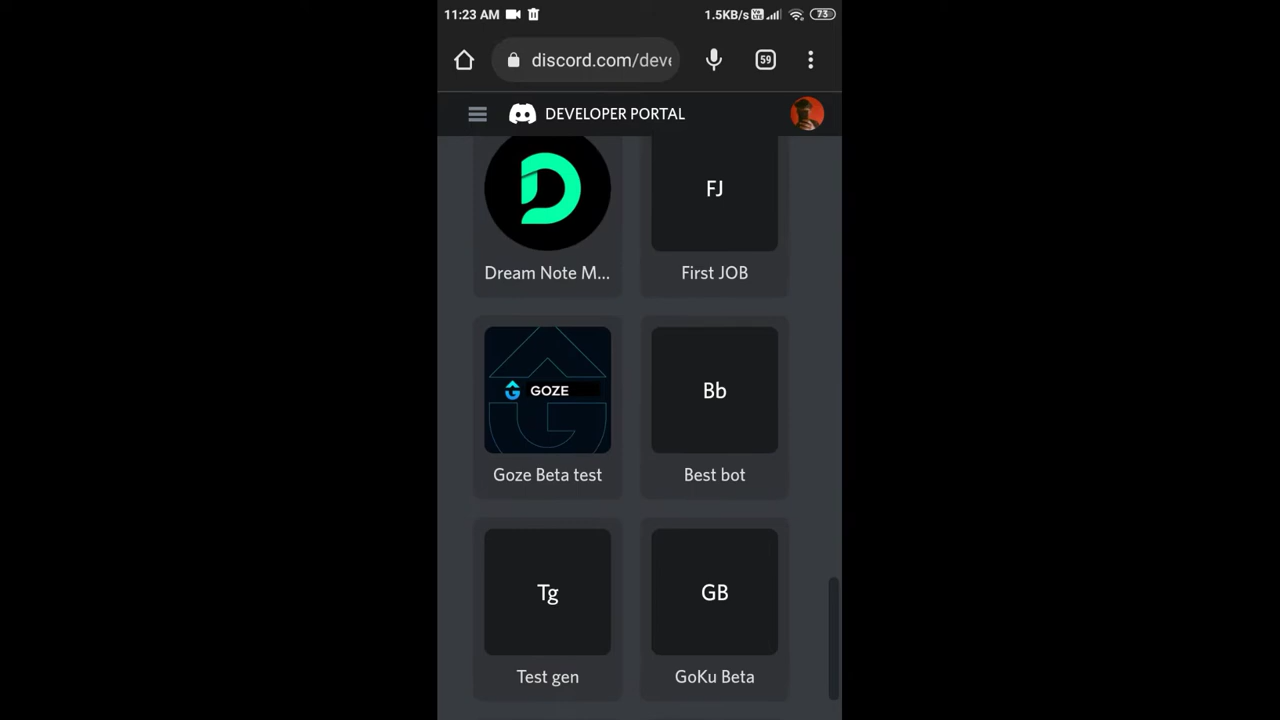 11:23 AM 1.5KB/s 73
discord.com/deve 59
DEVELOPER PORTAL
FJ
Dream Note M... First JOB
GOZE Bb
Goze Beta test Best bot
Tg GB
Test gen GoKu Beta